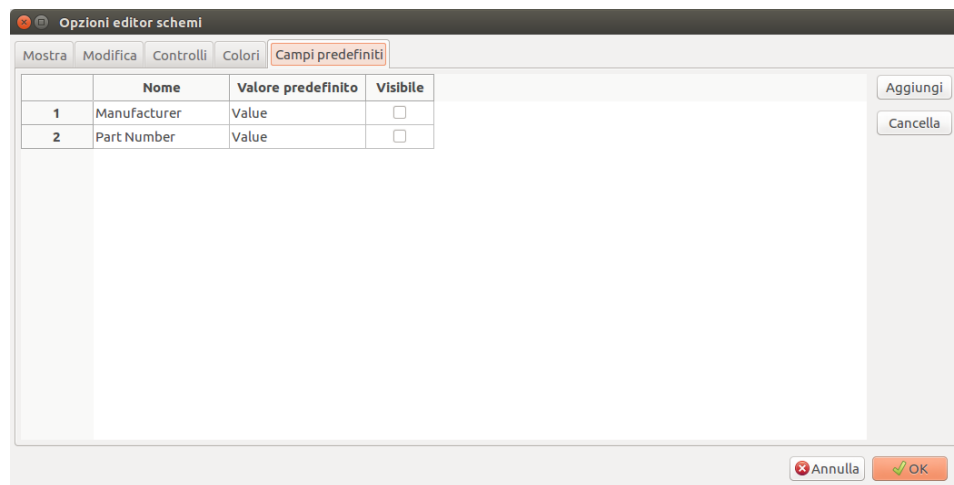 Opzioni editor schemi
Mostra Modifica Controlli Colori Campi predefiniti
Nome Valore predefinito Visibile
1 Manufacturer Value
2 Part Number Value
Aggiungi
Cancella
Annulla OK